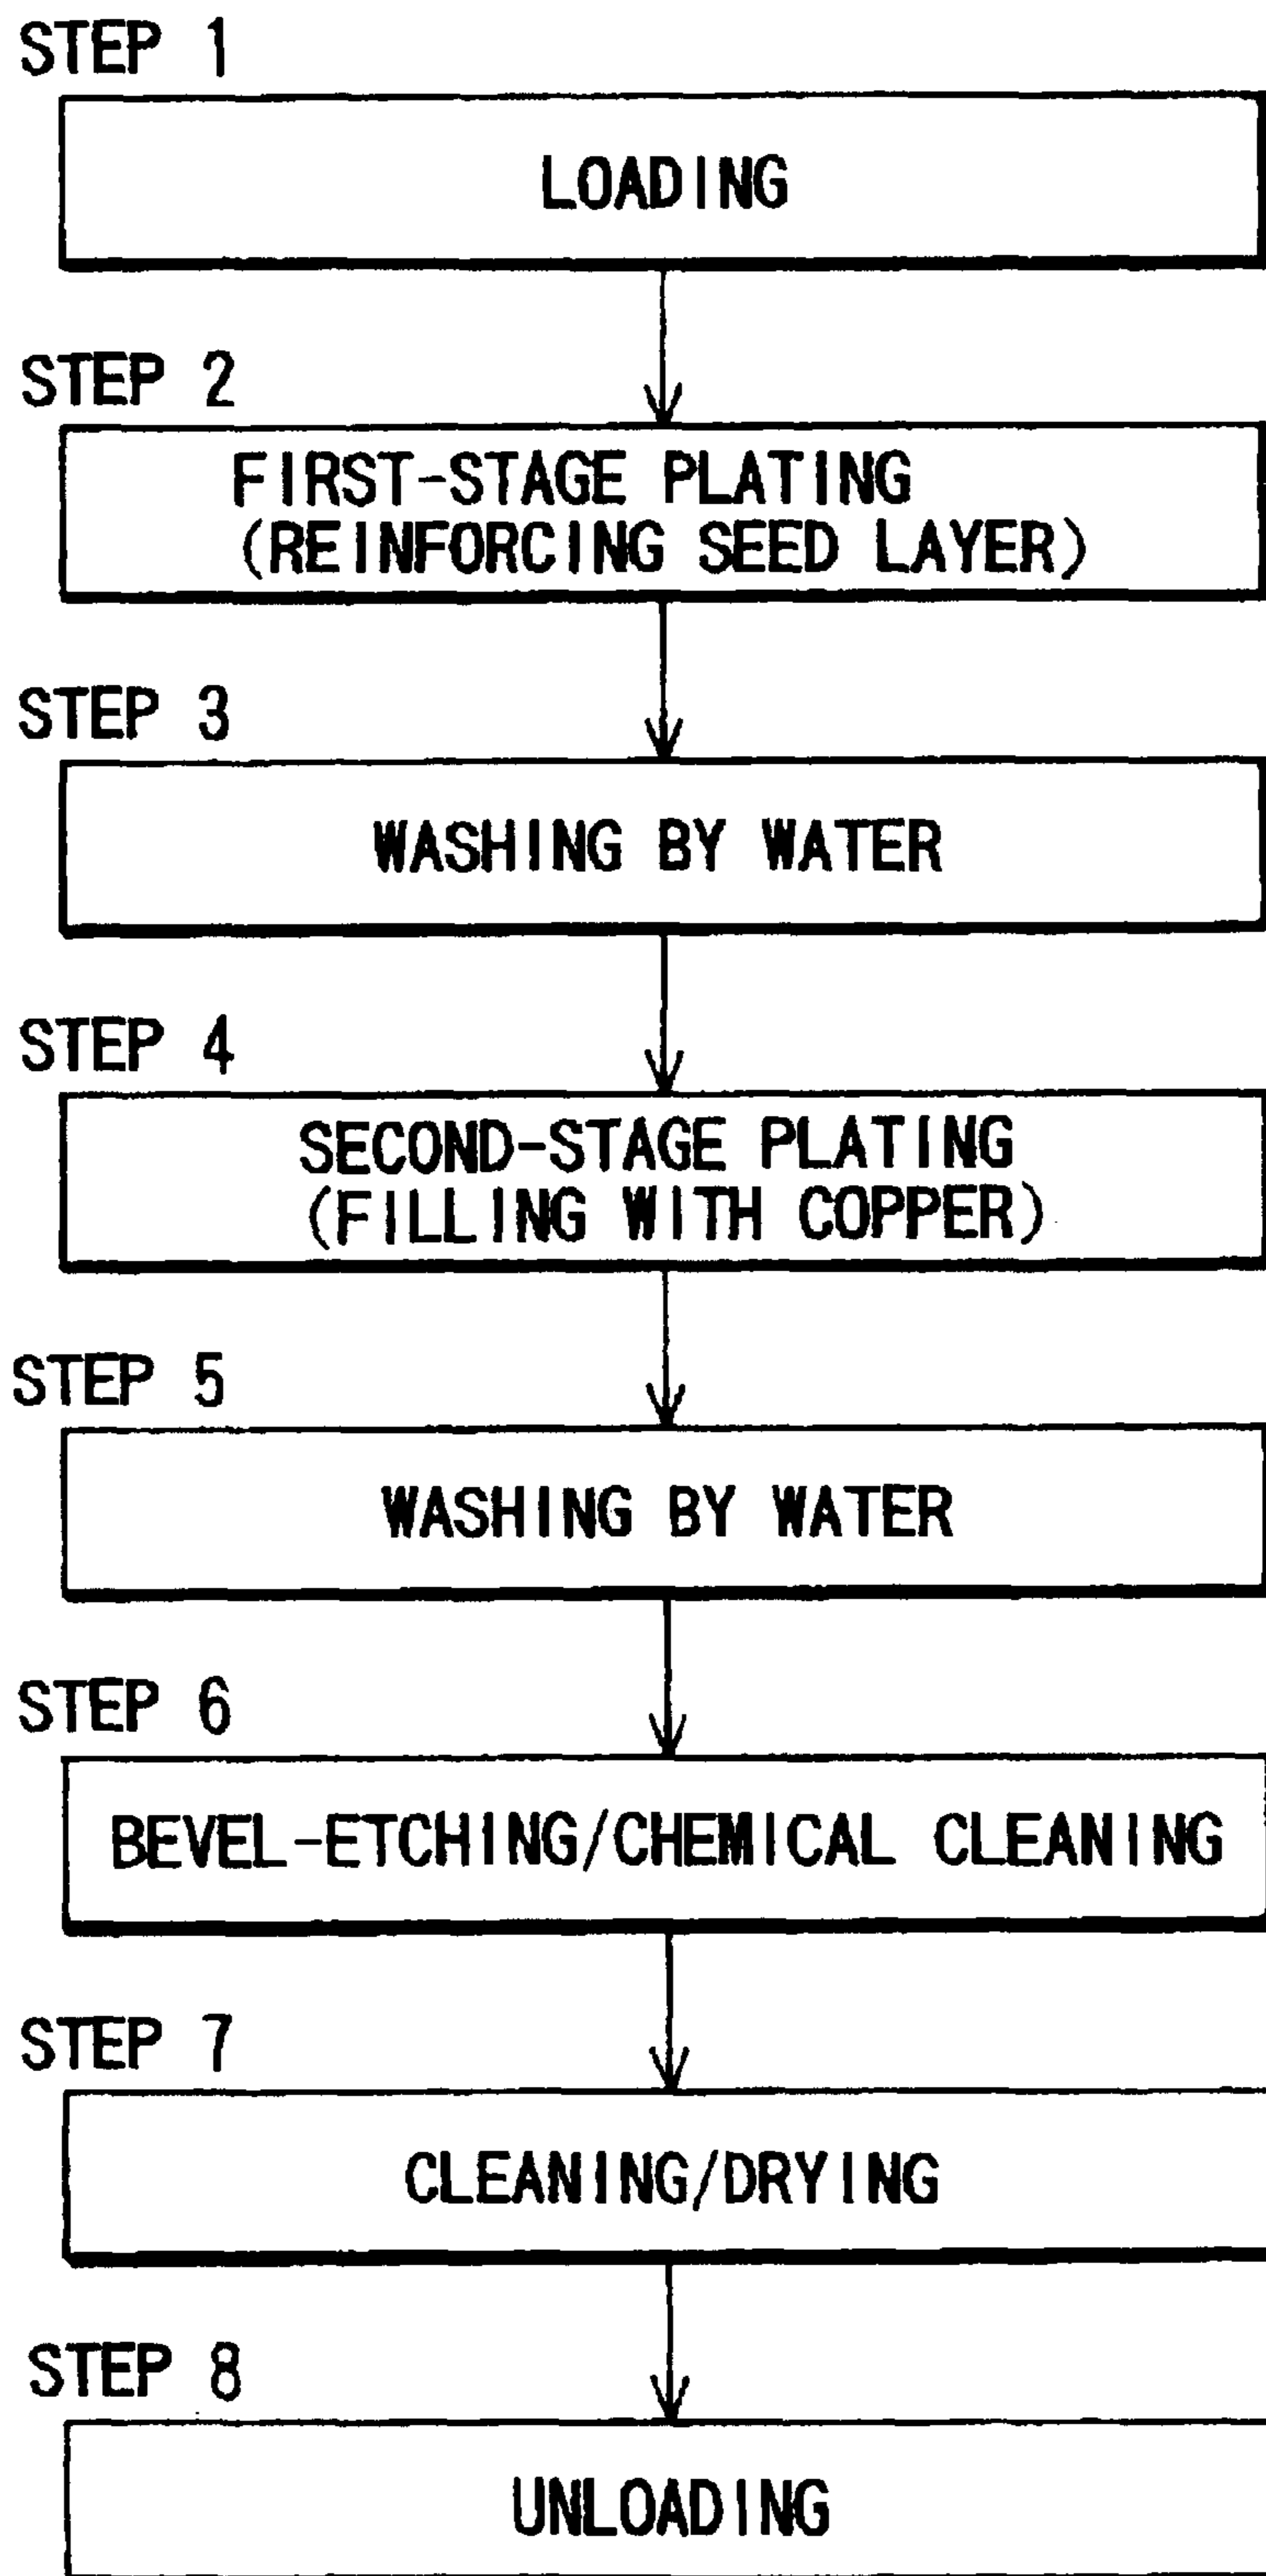 STEP 1
LOADING
STEP 2
FIRST-STAGE PLATING
(REINFORCING SEED LAYER)
STEP 3
WASHING BY WATER
STEP 4
SECOND-STAGE PLATING
(FILLING WITH COPPER)
STEP 5
WASHING BY WATER
STEP 6
BEVEL-ETCHING/CHEMICAL CLEANING
STEP 7
CLEANING/DRYING
STEP 8
UNLOADING